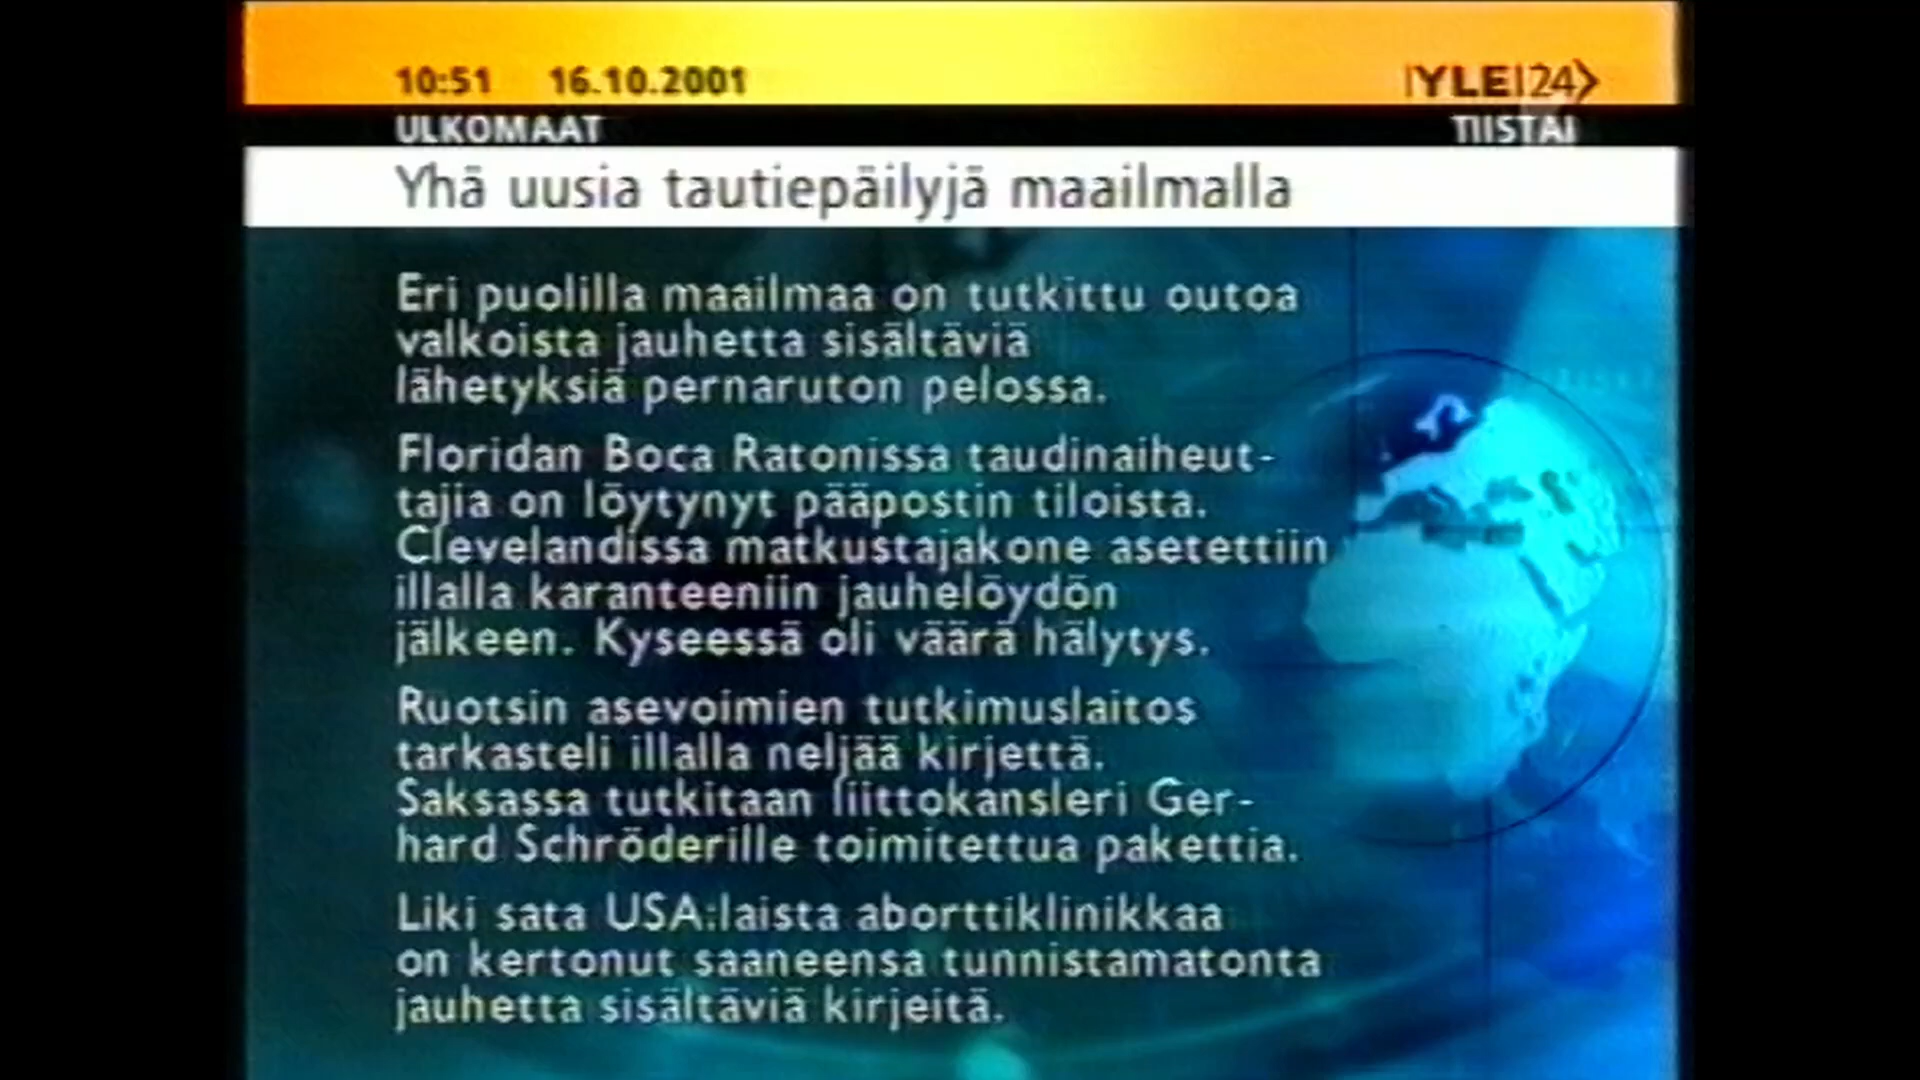 10:51 16.10.2001 YLE24
ULKOMAAT TIISTAI
Yhä uusia tautiepäilyjä maailmalla
Eri puolilla maailmaa on tutkittu outoa
valkoista jauhetta sisältäviä
lähetyksiä pernaruton pelossa.
Floridan Boca Ratonissa taudinaiheut-
tajia on löytynyt pääpostin tiloista.
Clevelandissa matkustajakone asetettiin
illalla karanteeniin jauhelöydön
jälkeen. Kyseessä oli väärä hälytys.
Ruotsin asevoimien tutkimuslaitos
tarkasteli illalla neljää kirjettä.
Saksassa tutkitaan liittokansleri Ger-
hard Schröderille toimitettua pakettia.
Liki sata USA:laista aborttiklinikkaa
on kertonut saaneensa tunnistamatonta
jauhetta sisältäviä kirjeitä.